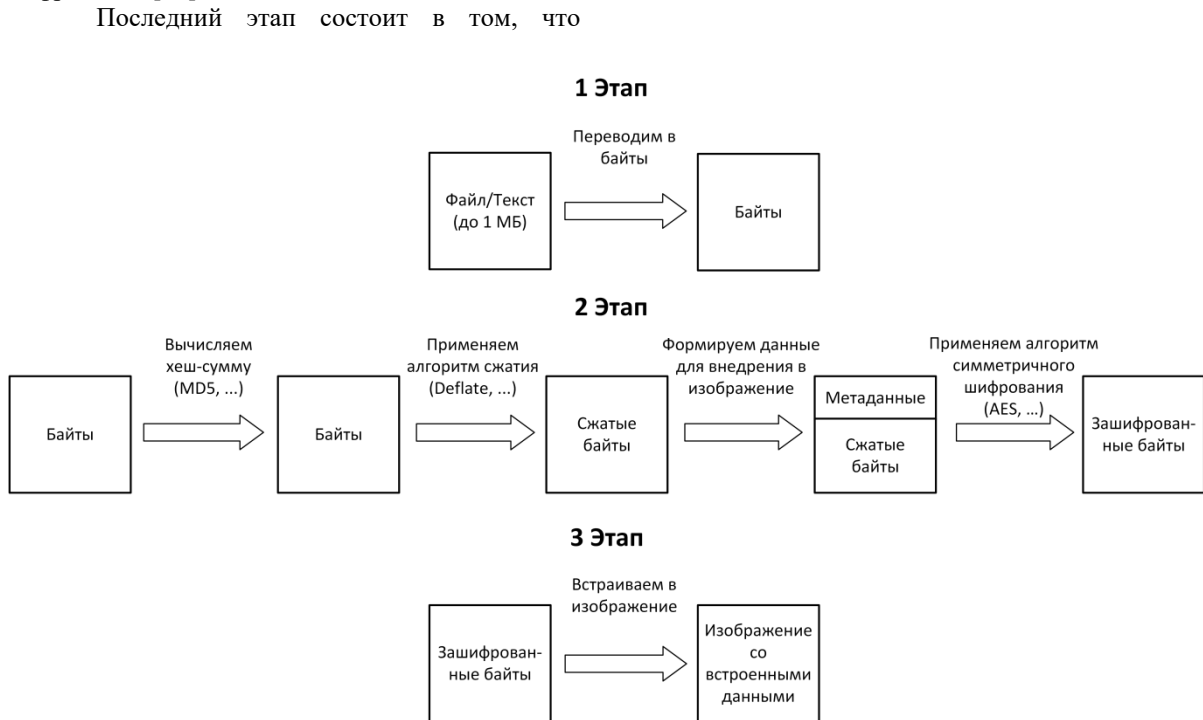 Последний этап состоит в том, что
1 Этап
Переводим в
байты
Файл/Текст
(до 1 МБ)
Байты
2 Этап
Вычисляем
хеш-сумму
(MD5, ...)
Применяем
алгоритм сжатия
(Deflate, ...)
Формируем данные
для внедрения в
изображение
Применяем алгоритм
симметричного
шифрования
(AES, ...)
Байты
Байты
Сжатые
байты
Метаданные
Сжатые
байты
Зашифрован-
ные байты
3 Этап
Встраиваем в
изображение
Зашифрован-
ные байты
Изображение
со
встроенными
данными